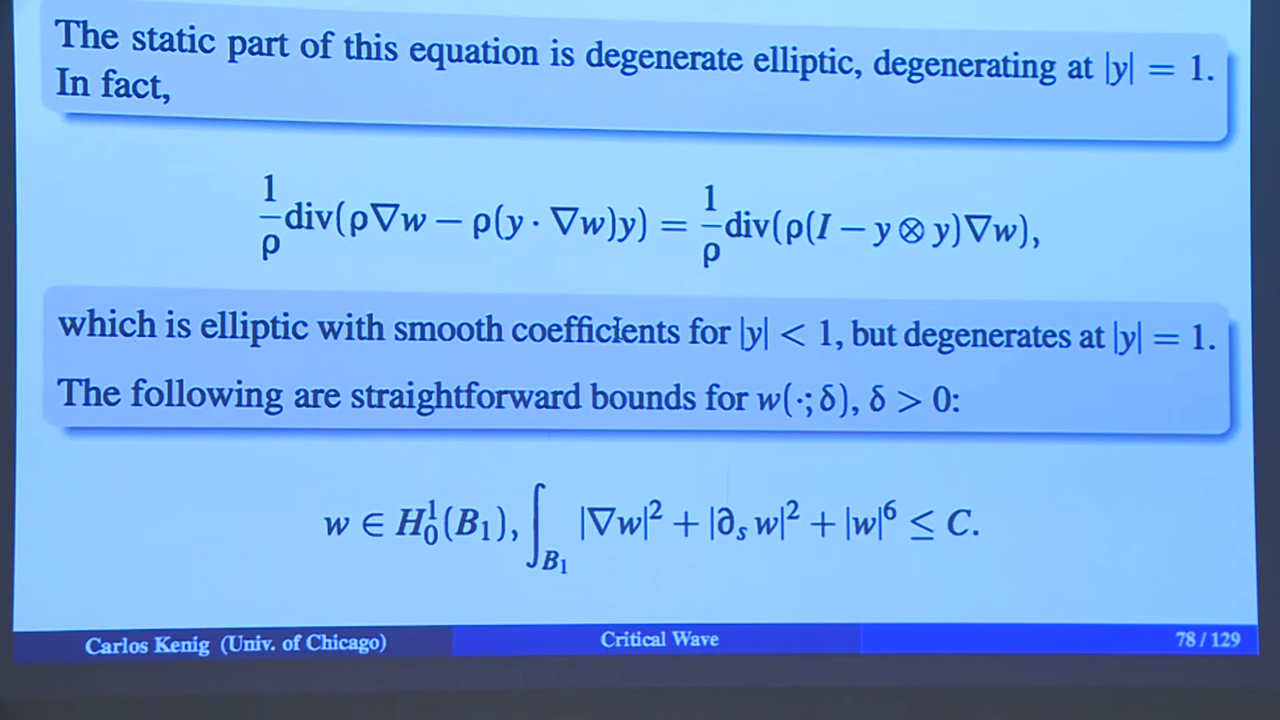 The static part of this equation is degenerate elliptic, degenerating at |y| = 1.
In fact,
1/ρ div(ρ∇w − ρ(y · ∇w)y) = 1/ρ div(ρ(I − y ⊗ y)∇w),
which is elliptic with smooth coefficients for |y| < 1, but degenerates at |y| = 1.
The following are straightforward bounds for w(·; δ), δ > 0:
w ∈ H₀¹(B₁), ∫_{B₁} |∇w|² + |∂ₛw|² + |w|⁶ ≤ C.
Carlos Kenig (Univ. of Chicago) Critical Wave 78 / 129